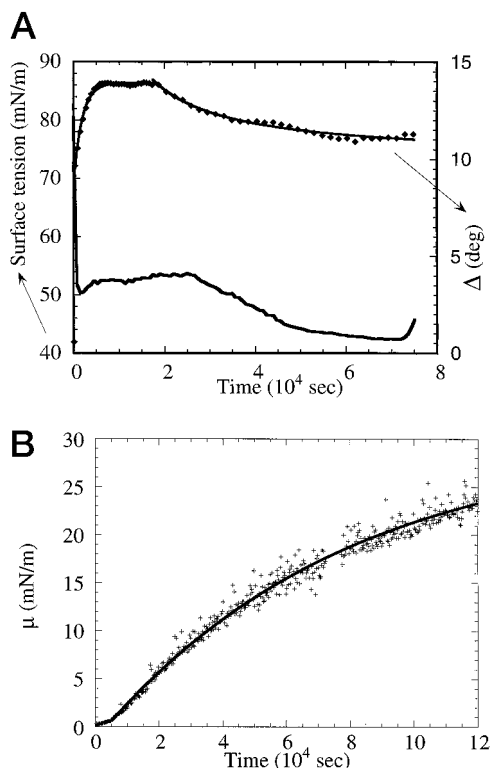 A
Surface tension (mN/m)
90
80
70
60
50
40
15
10
5
0
Δ (deg)
0 2 4 6 8
Time (10⁴ sec)
B
μ (mN/m)
30
25
20
15
10
5
0
0 2 4 6 8 10 12
Time (10⁴ sec)